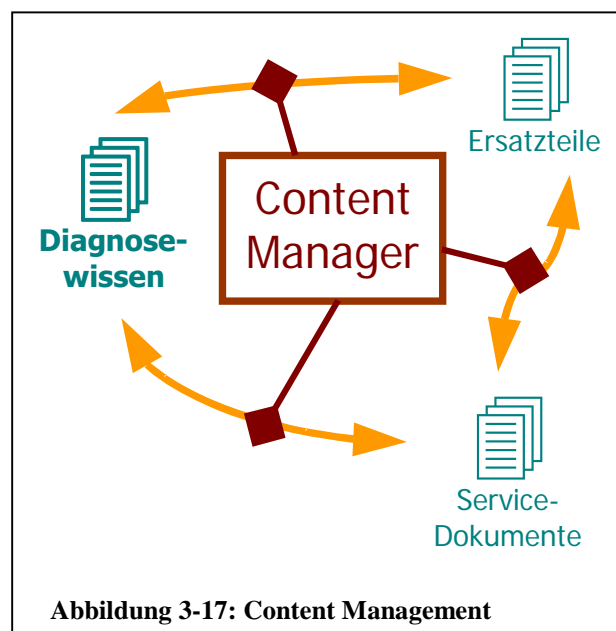 Ersatzteile
Content
Manager
Diagnose-
wissen
Service-
Dokumente
Abbildung 3-17: Content Management